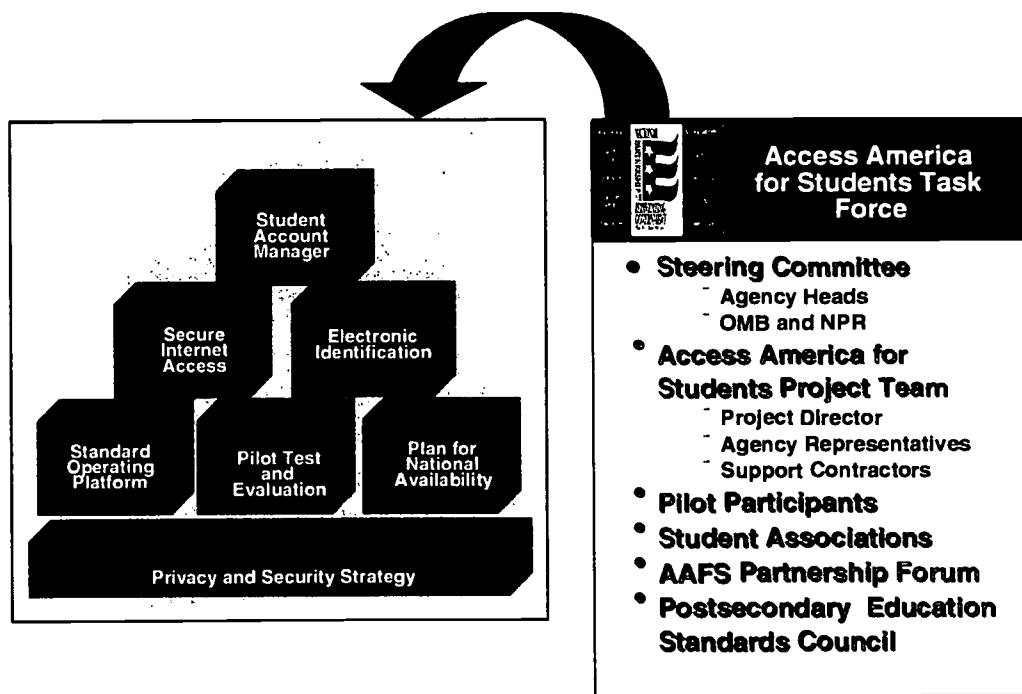 Student
Account
Manager
Secure
Internet
Access
Electronic
Identification
Standard
Operating
Platform
Pilot Test
and
Evaluation
Plan for
National
Availability
Privacy and Security Strategy
Access America
for Students Task
Force
• Steering Committee
- Agency Heads
- OMB and NPR
• Access America for
Students Project Team
- Project Director
- Agency Representatives
- Support Contractors
• Pilot Participants
• Student Associations
• AAFS Partnership Forum
• Postsecondary Education
Standards Council